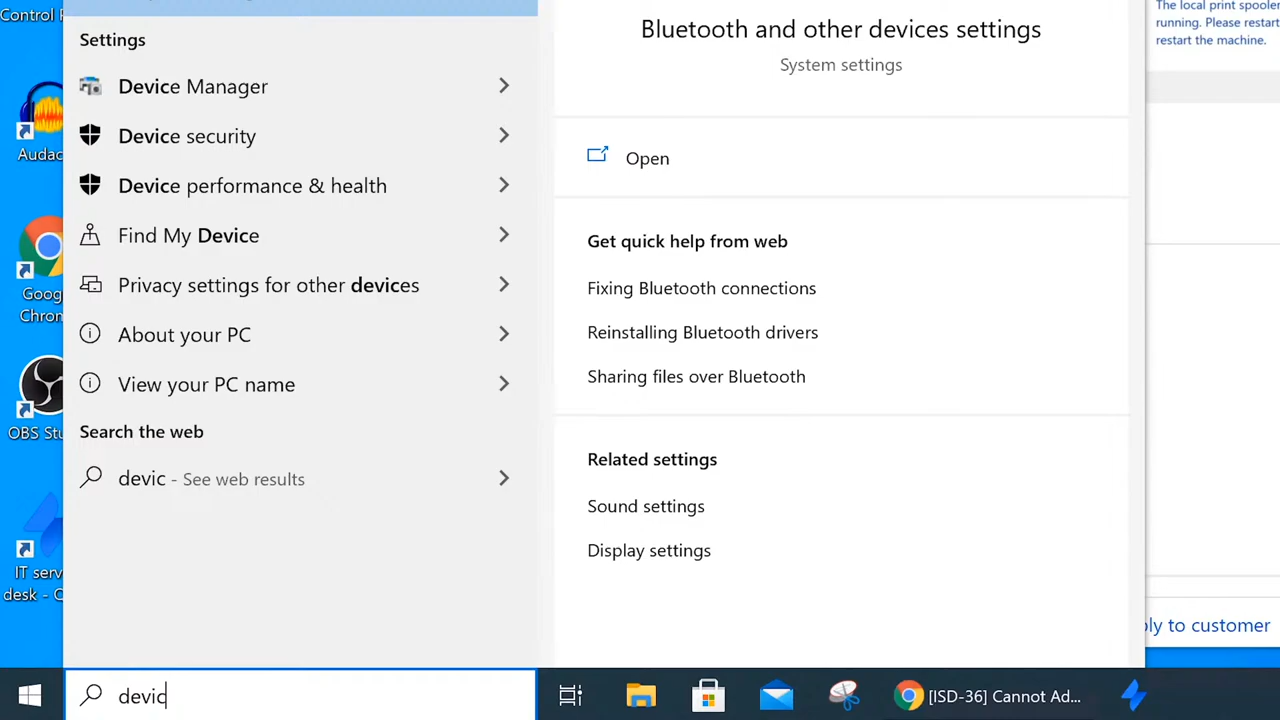 Control
Settings
Device Manager
Device security
Device performance & health
Find My Device
Privacy settings for other devices
About your PC
View your PC name
Search the web
devic - See web results
devic
Bluetooth and other devices settings
System settings
Open
Get quick help from web
Fixing Bluetooth connections
Reinstalling Bluetooth drivers
Sharing files over Bluetooth
Related settings
Sound settings
Display settings
The local print spooler
running. Please restart
restart the machine.
ly to customer
Audac
Goog
Chrom
OBS Stu
IT serv
desk -
[ISD-36] Cannot Ad...